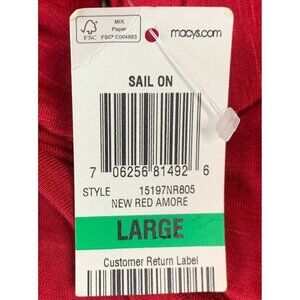 MIX
Paper
FSC
FSC® C004883
macys.com
SAIL ON
7 06256 81492 6
STYLE 15197NR805
NEW RED AMORE
LARGE
Customer Return Label